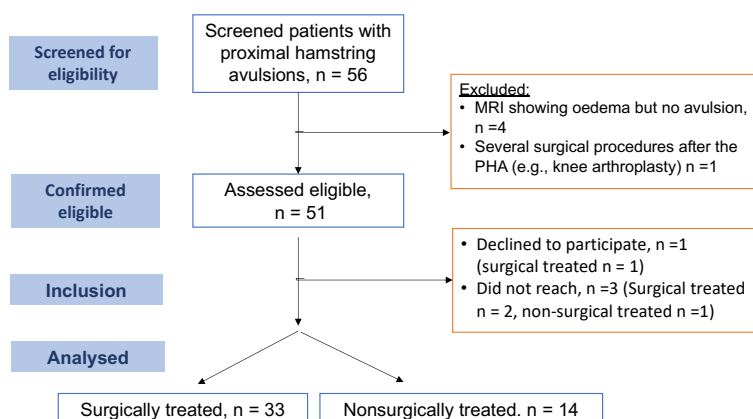 Screened for
eligibility
Screened patients with
proximal hamstring
avulsions, n = 56
Excluded:
• MRI showing oedema but no avulsion,
n =4
• Several surgical procedures after the
PHA (e.g., knee arthroplasty) n =1
Confirmed
eligible
Assessed eligible,
n = 51
• Declined to participate, n =1
(surgical treated n = 1)
• Did not reach, n =3 (Surgical treated
n = 2, non-surgical treated n =1)
Inclusion
Analysed
Surgically treated, n = 33
Nonsurgically treated. n = 14